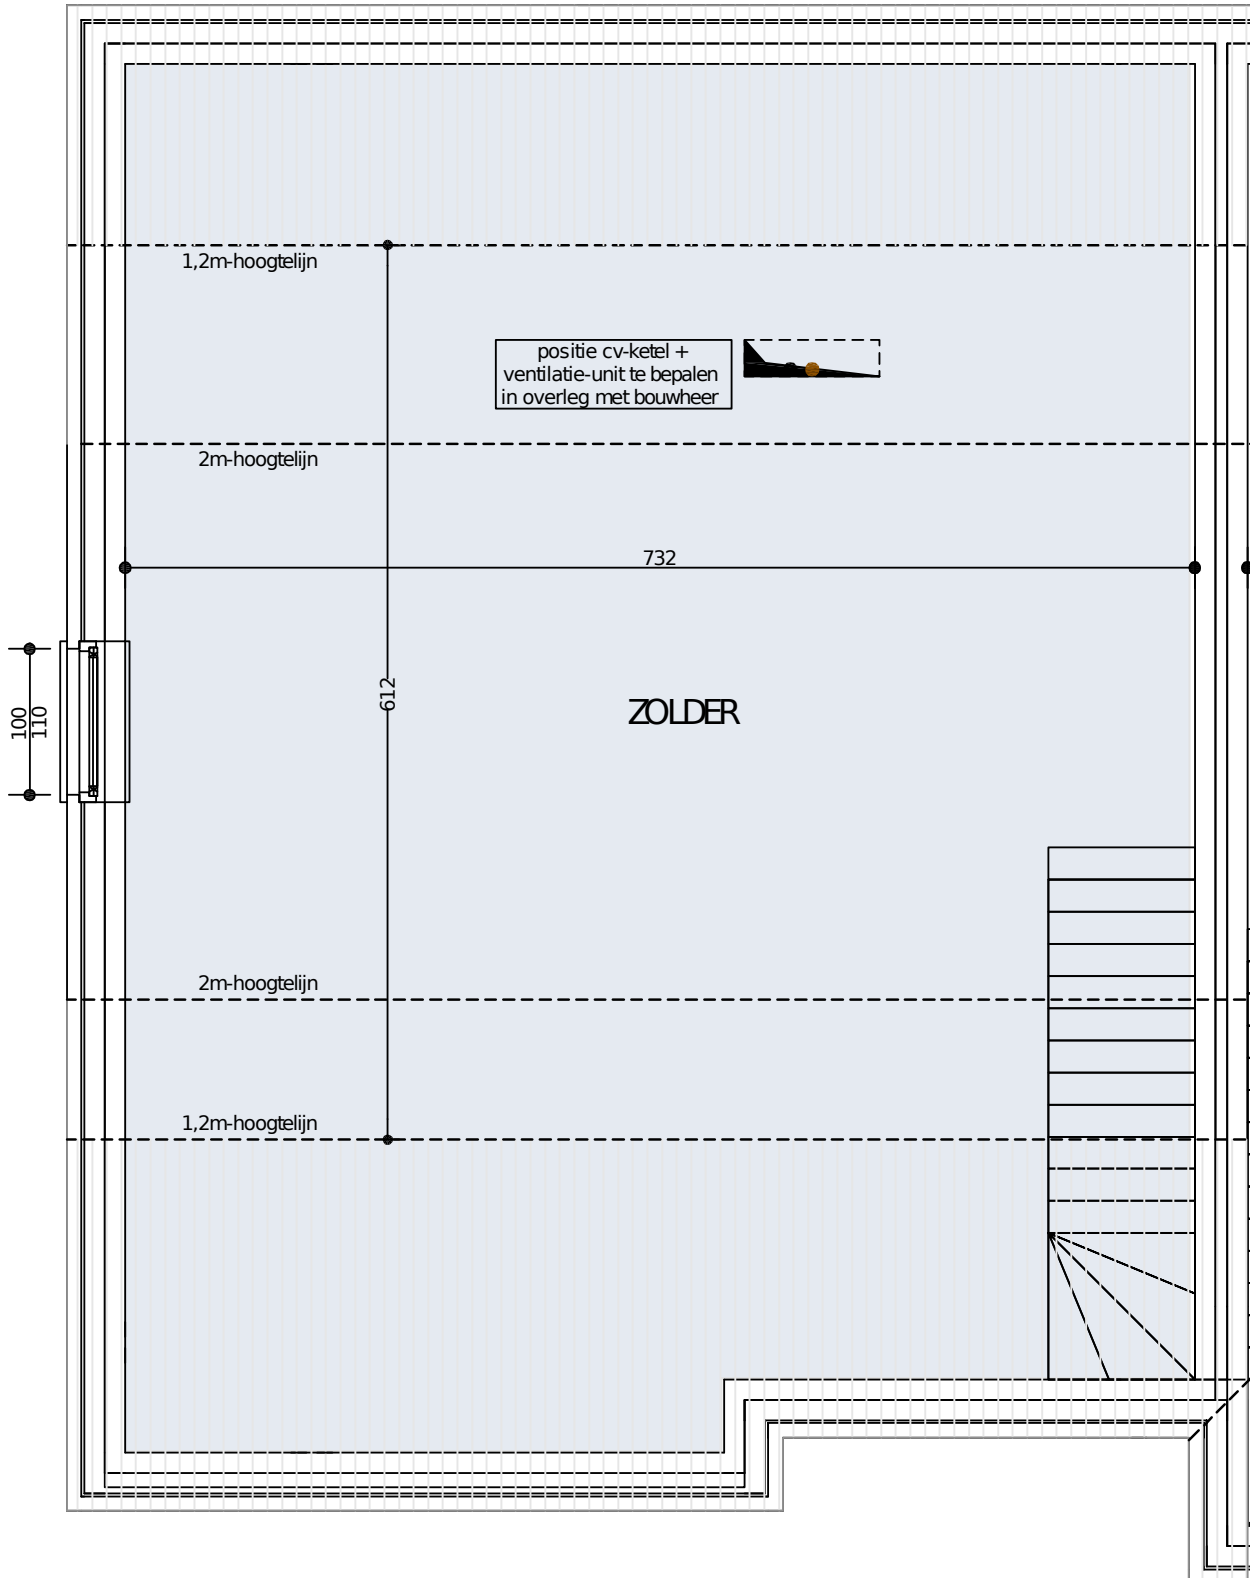 1,2m-hoogtelijn
positie cv-ketel +
ventilatie-unit te bepalen
in overleg met bouwheer
2m-hoogtelijn
732
100
110
612
ZOLDER
2m-hoogtelijn
1,2m-hoogtelijn